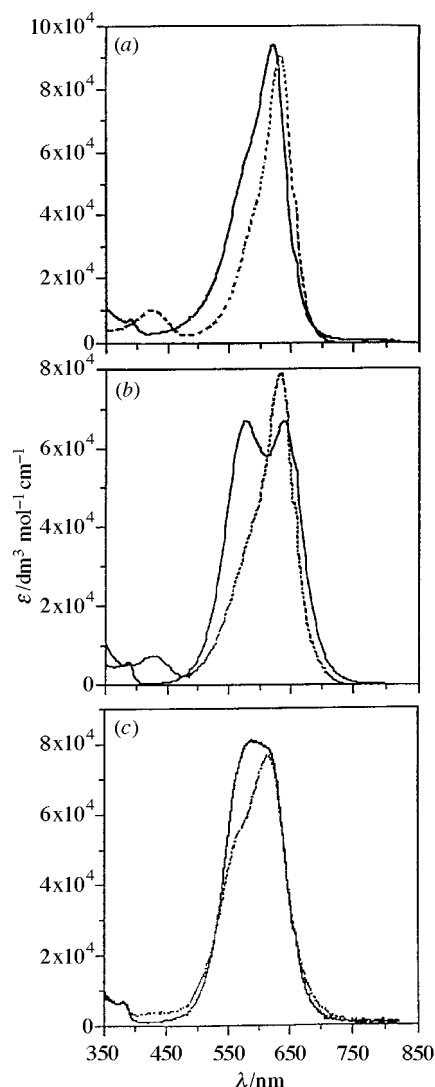 10x10⁴
(a)
8x10⁴
6x10⁴
4x10⁴
2x10⁴
0
8x10⁴
(b)
6x10⁴
4x10⁴
2x10⁴
0
ε/dm³ mol⁻¹ cm⁻¹
(c)
8x10⁴
6x10⁴
4x10⁴
2x10⁴
0
350 450 550 650 750 850
λ/nm